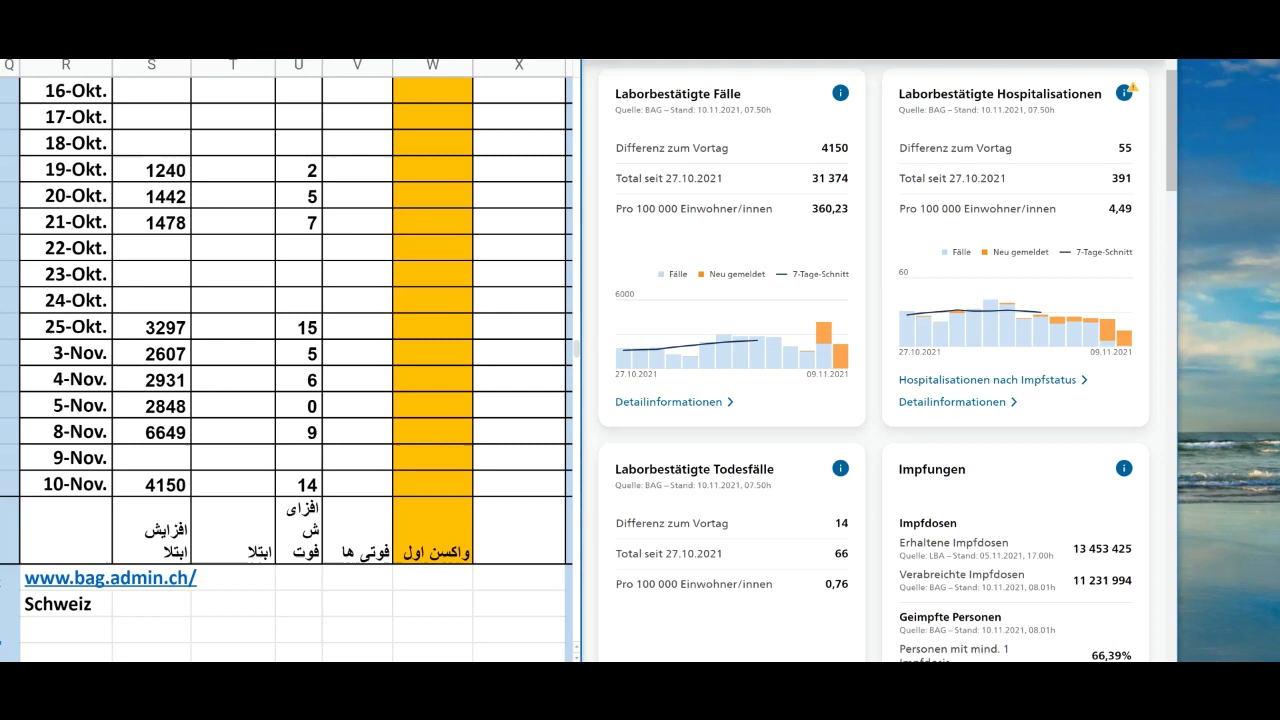 Q R S T U V W X
16-Okt.
17-Okt.
18-Okt.
19-Okt. 1240 2
20-Okt. 1442 5
21-Okt. 1478 7
22-Okt.
23-Okt.
24-Okt.
25-Okt. 3297 15
3-Nov. 2607 5
4-Nov. 2931 6
5-Nov. 2848 0
8-Nov. 6649 9
9-Nov.
10-Nov. 4150 14
افزایش
ابتلا
ابتلا
افزای
ش
فوت
فوتی ها
واکسن اول
www.bag.admin.ch/
Schweiz
Laborbestätigte Fälle
Quelle: BAG – Stand: 10.11.2021, 07.50h
Differenz zum Vortag 4150
Total seit 27.10.2021 31 374
Pro 100 000 Einwohner/innen 360,23
Fälle Neu gemeldet 7-Tage-Schnitt
6000
27.10.2021 09.11.2021
Detailinformationen
Laborbestätigte Hospitalisationen
Quelle: BAG – Stand: 10.11.2021, 07.50h
Differenz zum Vortag 55
Total seit 27.10.2021 391
Pro 100 000 Einwohner/innen 4,49
Fälle Neu gemeldet 7-Tage-Schnitt
60
27.10.2021 09.11.2021
Hospitalisationen nach Impfstatus
Detailinformationen
Laborbestätigte Todesfälle
Quelle: BAG – Stand: 10.11.2021, 07.50h
Differenz zum Vortag 14
Total seit 27.10.2021 66
Pro 100 000 Einwohner/innen 0,76
Impfungen
Impfdosen
Erhaltene Impfdosen 13 453 425
Quelle: LBA – Stand: 05.11.2021, 17.00h
Verabreichte Impfdosen 11 231 994
Quelle: BAG – Stand: 10.11.2021, 08.01h
Geimpfte Personen
Quelle: BAG – Stand: 10.11.2021, 08.01h
Personen mit mind. 1 66,39%
Impfdosis